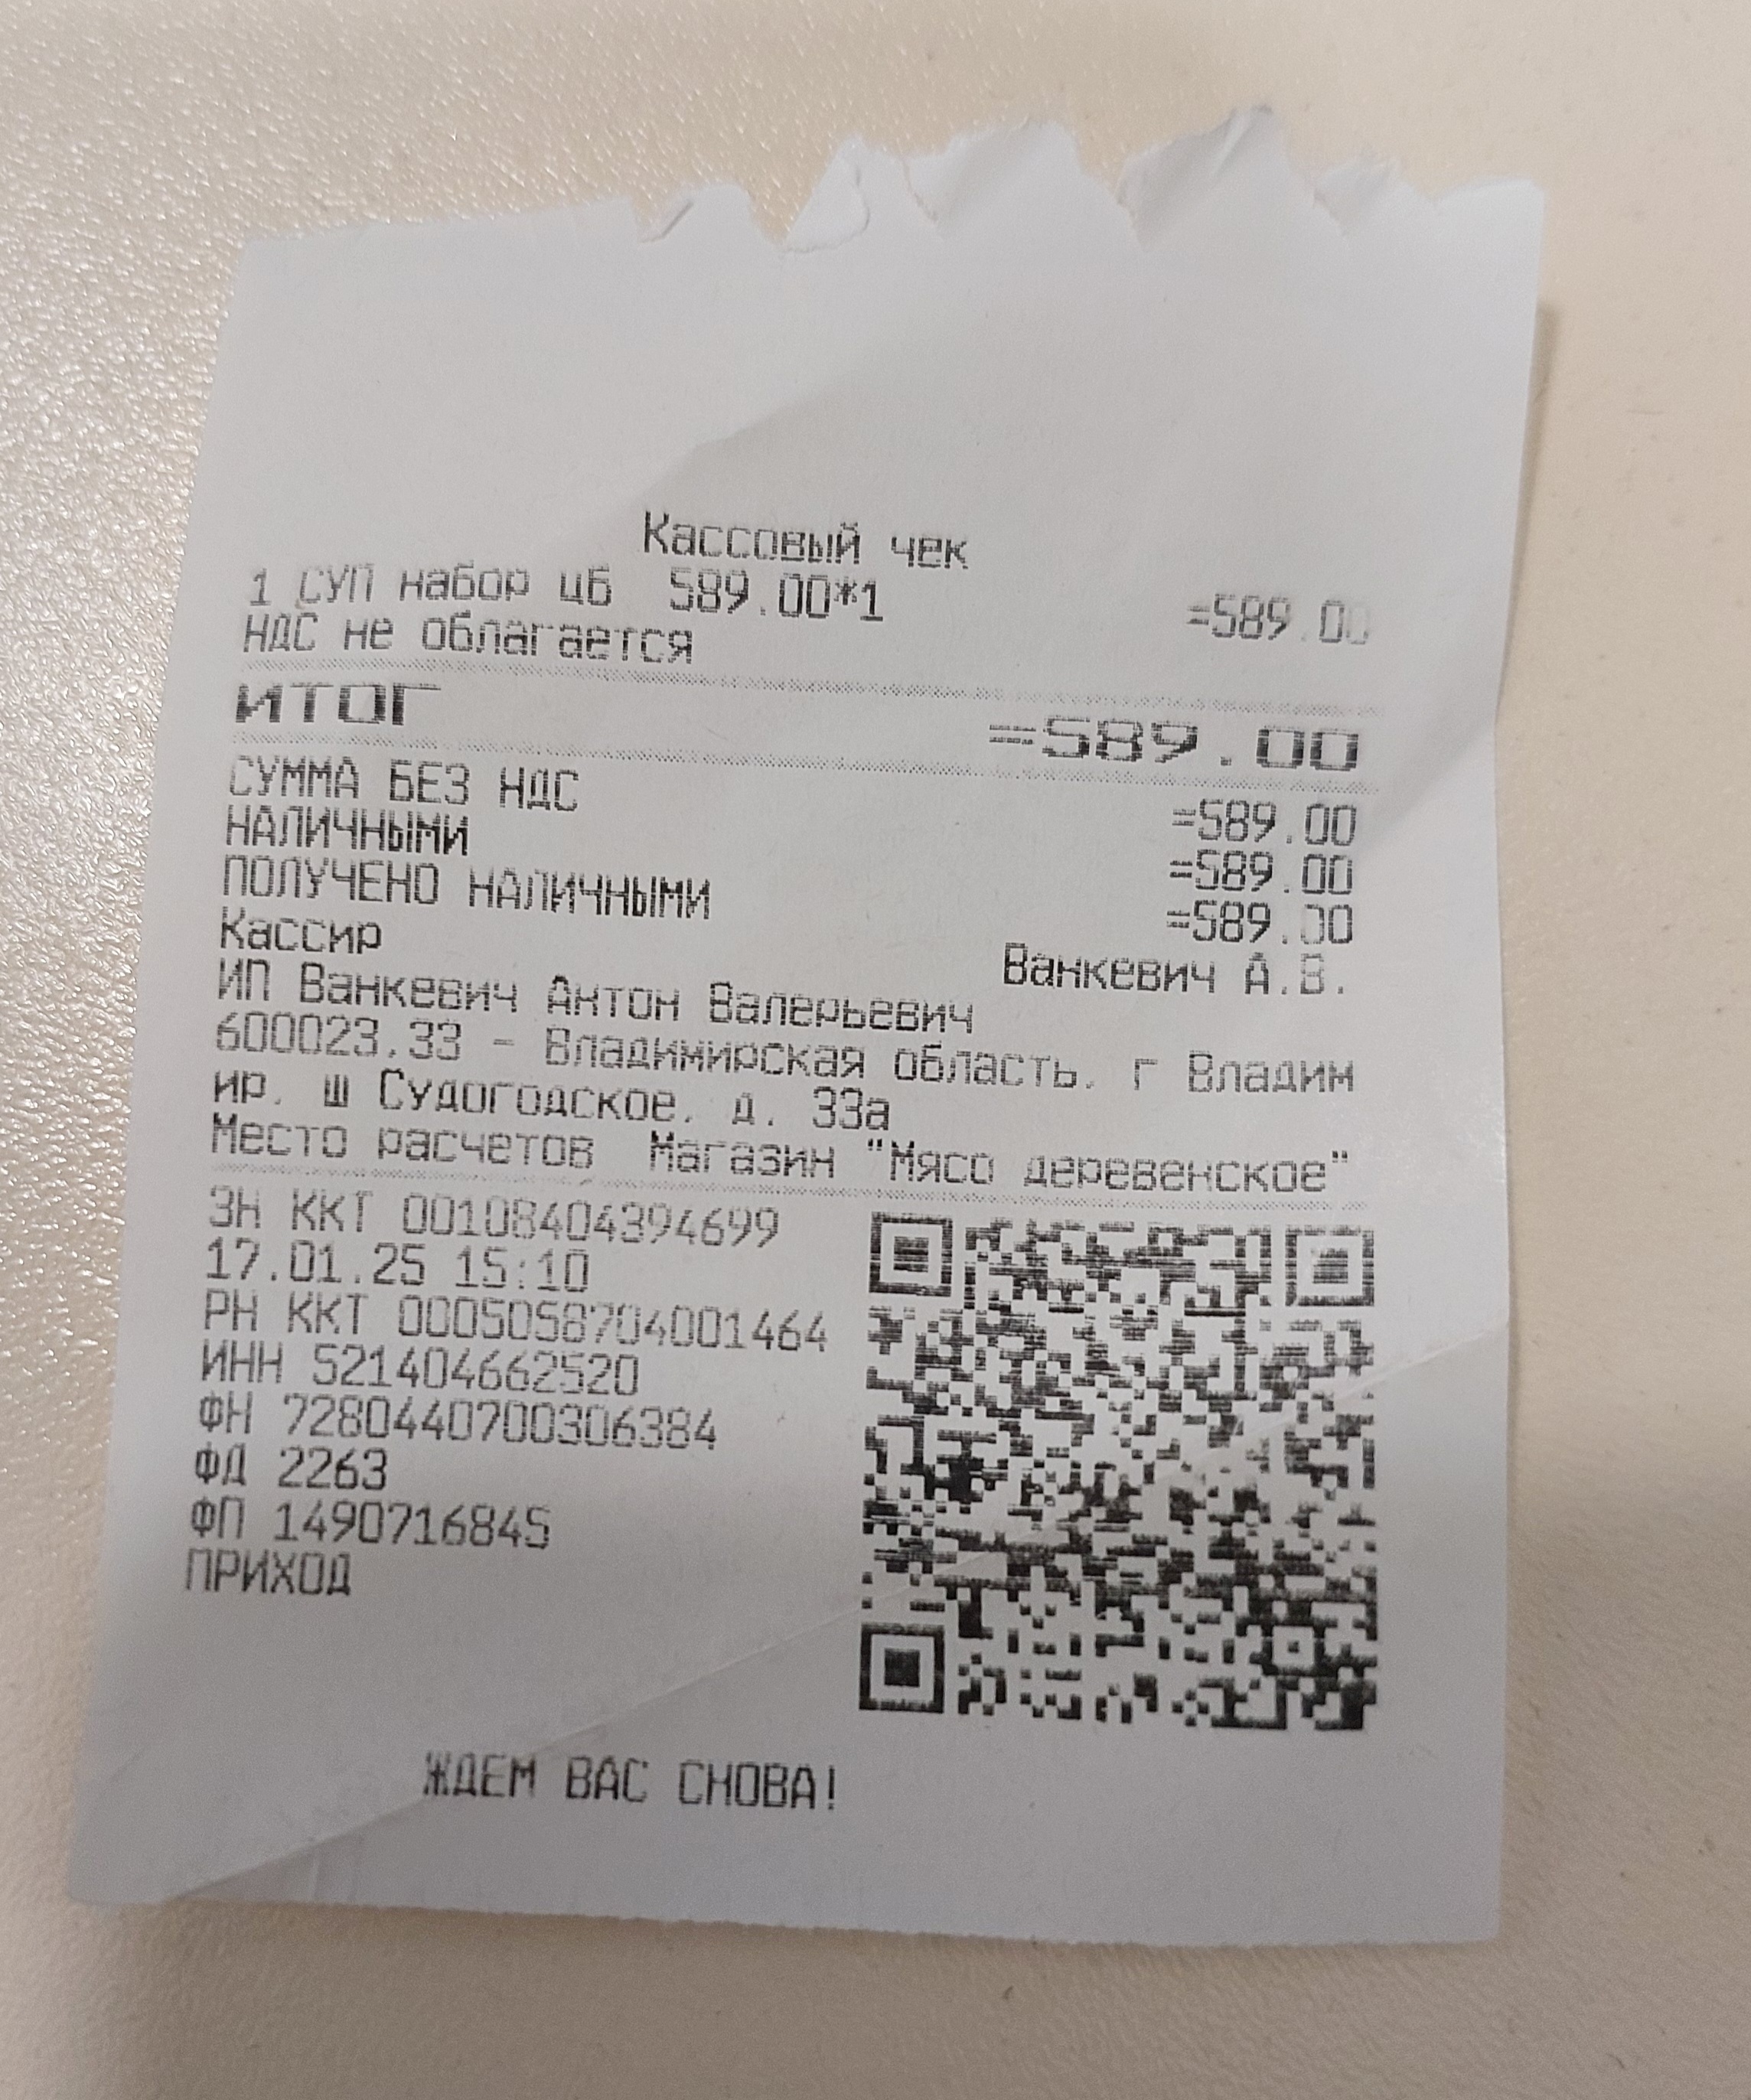 Кассовый чек
1 СУП набор цб 589.00*1 =589.00
НДС не облагается
ИТОГ =589.00
СУММА БЕЗ НДС =589.00
НАЛИЧНЫМИ =589.00
ПОЛУЧЕНО НАЛИЧНЫМИ =589.00
Кассир Ванкевич А.В.
ИП Ванкевич Антон Валерьевич
600023,33 - Владимирская область, г Владим
ир, ш Судогодское, д. 33а
Место расчетов Магазин "Мясо деревенское"
ЗН ККТ 00108404394699
17.01.25 15:10
РН ККТ 0005058704001464
ИНН 521404662520
ФН 7280440700306384
ФД 2263
ФП 1490716845
ПРИХОД
ЖДЕМ ВАС СНОВА!